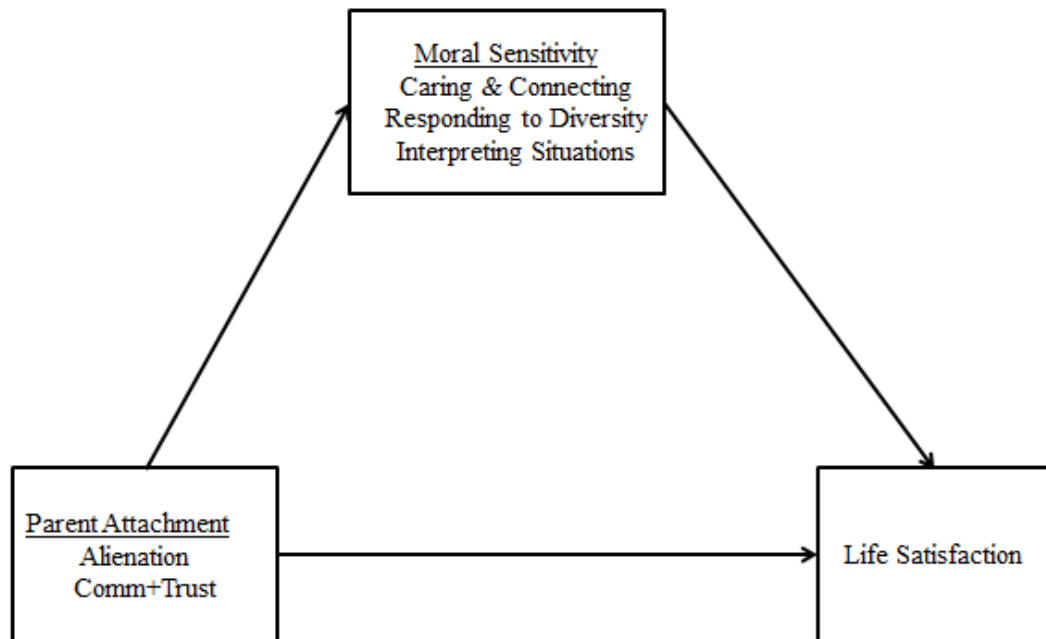 Moral Sensitivity
Caring & Connecting
Responding to Diversity
Interpreting Situations
Parent Attachment
Alienation
Comm+Trust
Life Satisfaction